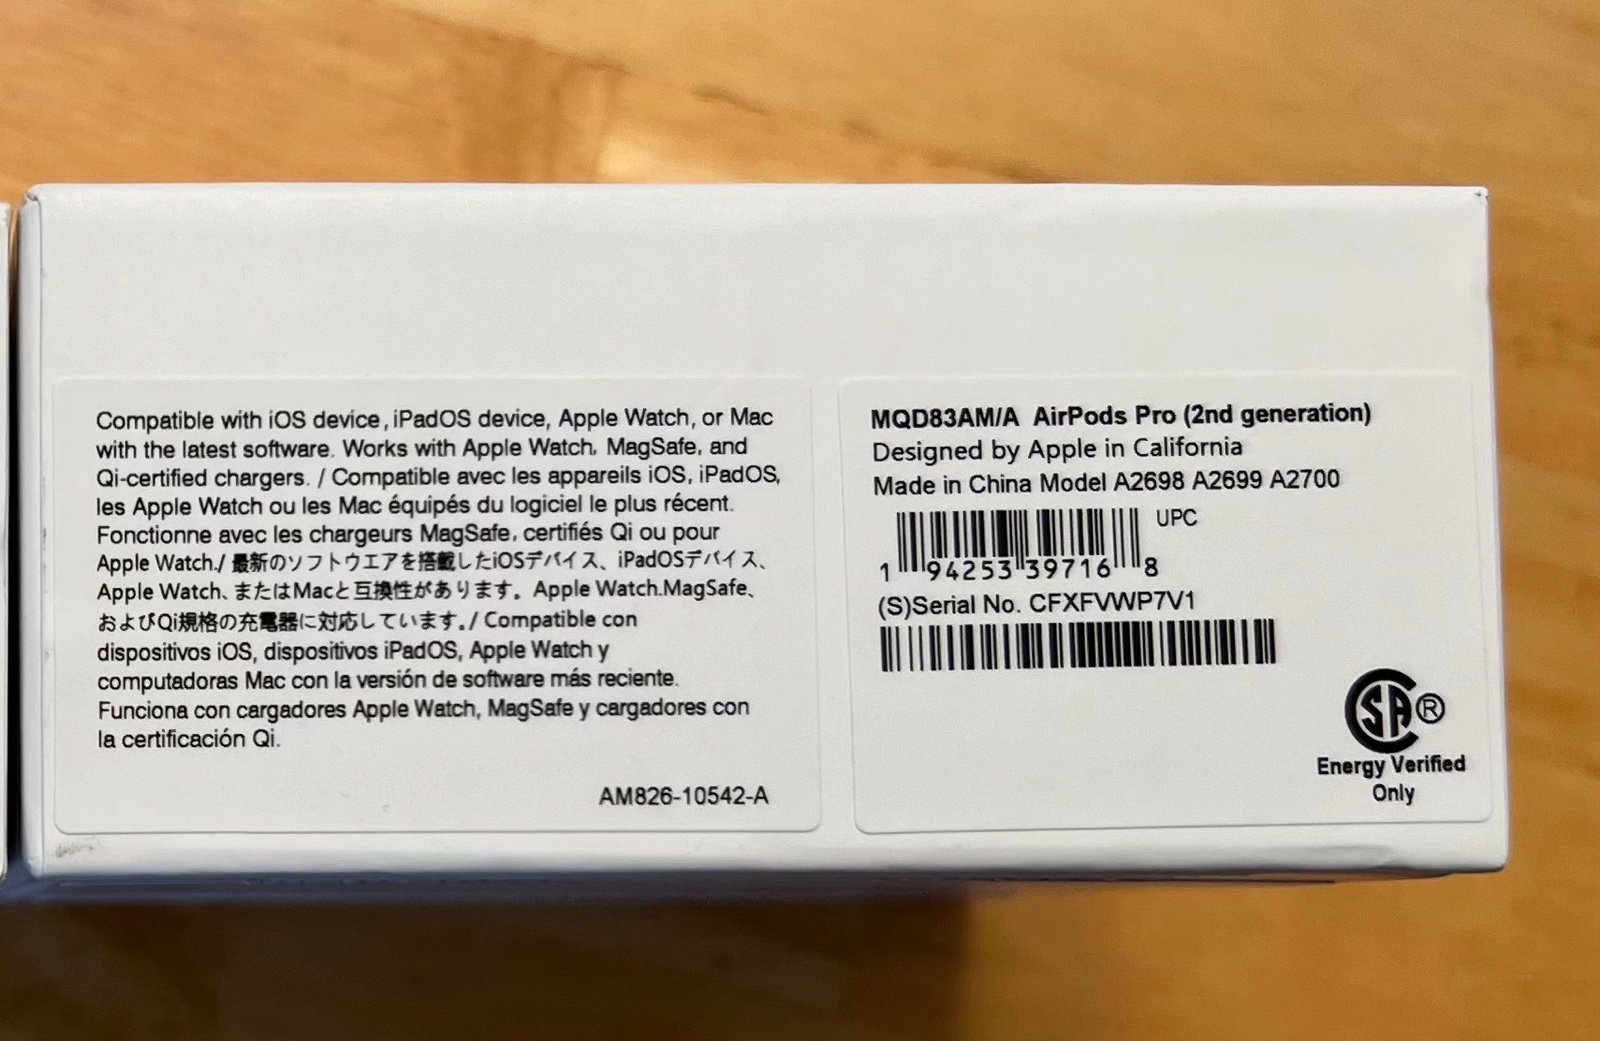 Compatible with iOS device, iPadOS device, Apple Watch, or Mac
with the latest software. Works with Apple Watch, MagSafe, and
Qi-certified chargers. / Compatible avec les appareils iOS, iPadOS,
les Apple Watch ou les Mac équipés du logiciel le plus récent.
Fonctionne avec les chargeurs MagSafe, certifiés Qi ou pour
Apple Watch./ 最新のソフトウエアを搭載したiOSデバイス、iPadOSデバイス、
Apple Watch、またはMacと互換性があります。Apple Watch.MagSafe、
およびQi規格の充電器に対応しています。/ Compatible con
dispositivos iOS, dispositivos iPadOS, Apple Watch y
computadoras Mac con la versión de software más reciente.
Funciona con cargadores Apple Watch, MagSafe y cargadores con
la certificación Qi.
AM826-10542-A
MQD83AM/A AirPods Pro (2nd generation)
Designed by Apple in California
Made in China Model A2698 A2699 A2700
UPC
1 94253 39716 8
(S)Serial No. CFXFVWP7V1
SA®
Energy Verified
Only